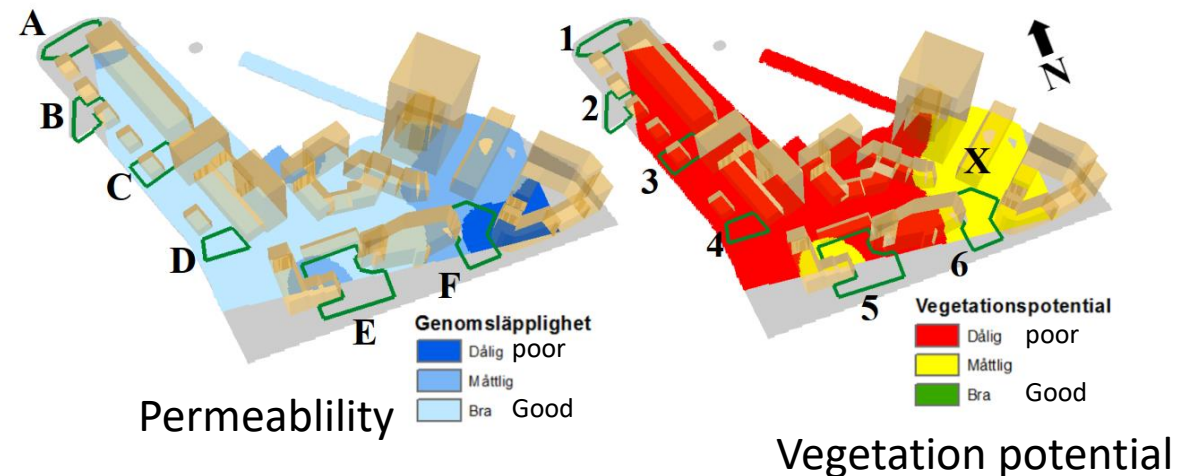 A
B
C
D
E
F
Genomsläpplighet
Dålig poor
Måttlig
Bra Good
Permeablility
1
2
3
4
5
6
X
N
Vegetationspotential
Dålig poor
Måttlig
Bra Good
Vegetation potential